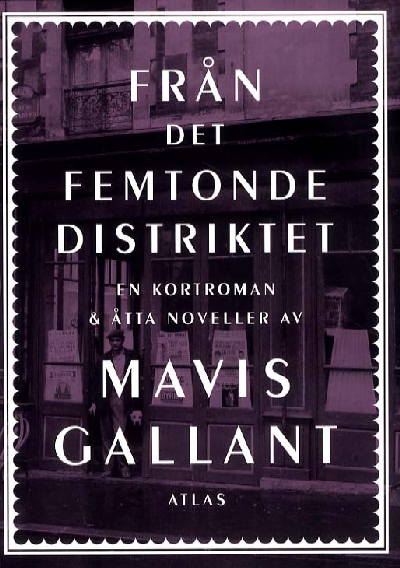 FRÅN
DET
FEMTONDE
DISTRIKTET
EN KORTROMAN
& ÅTTA NOVELLER AV
MAVIS
GALLANT
ATLAS